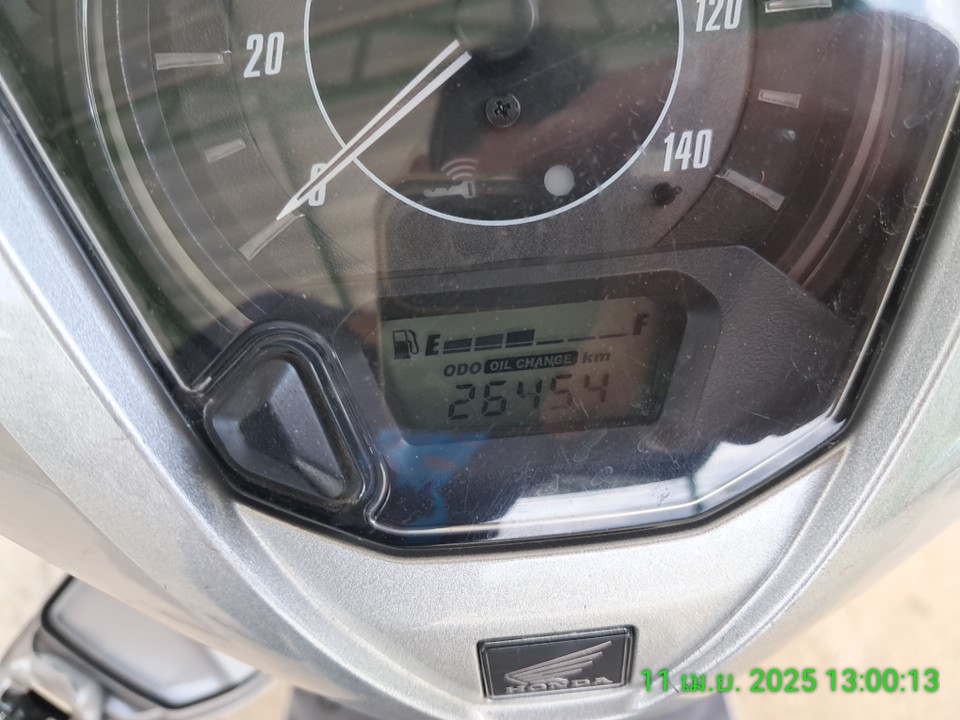 20
120
0
140
E F
ODO OIL CHANGE km
26454
HONDA
11 เม.ย. 2025 13:00:13